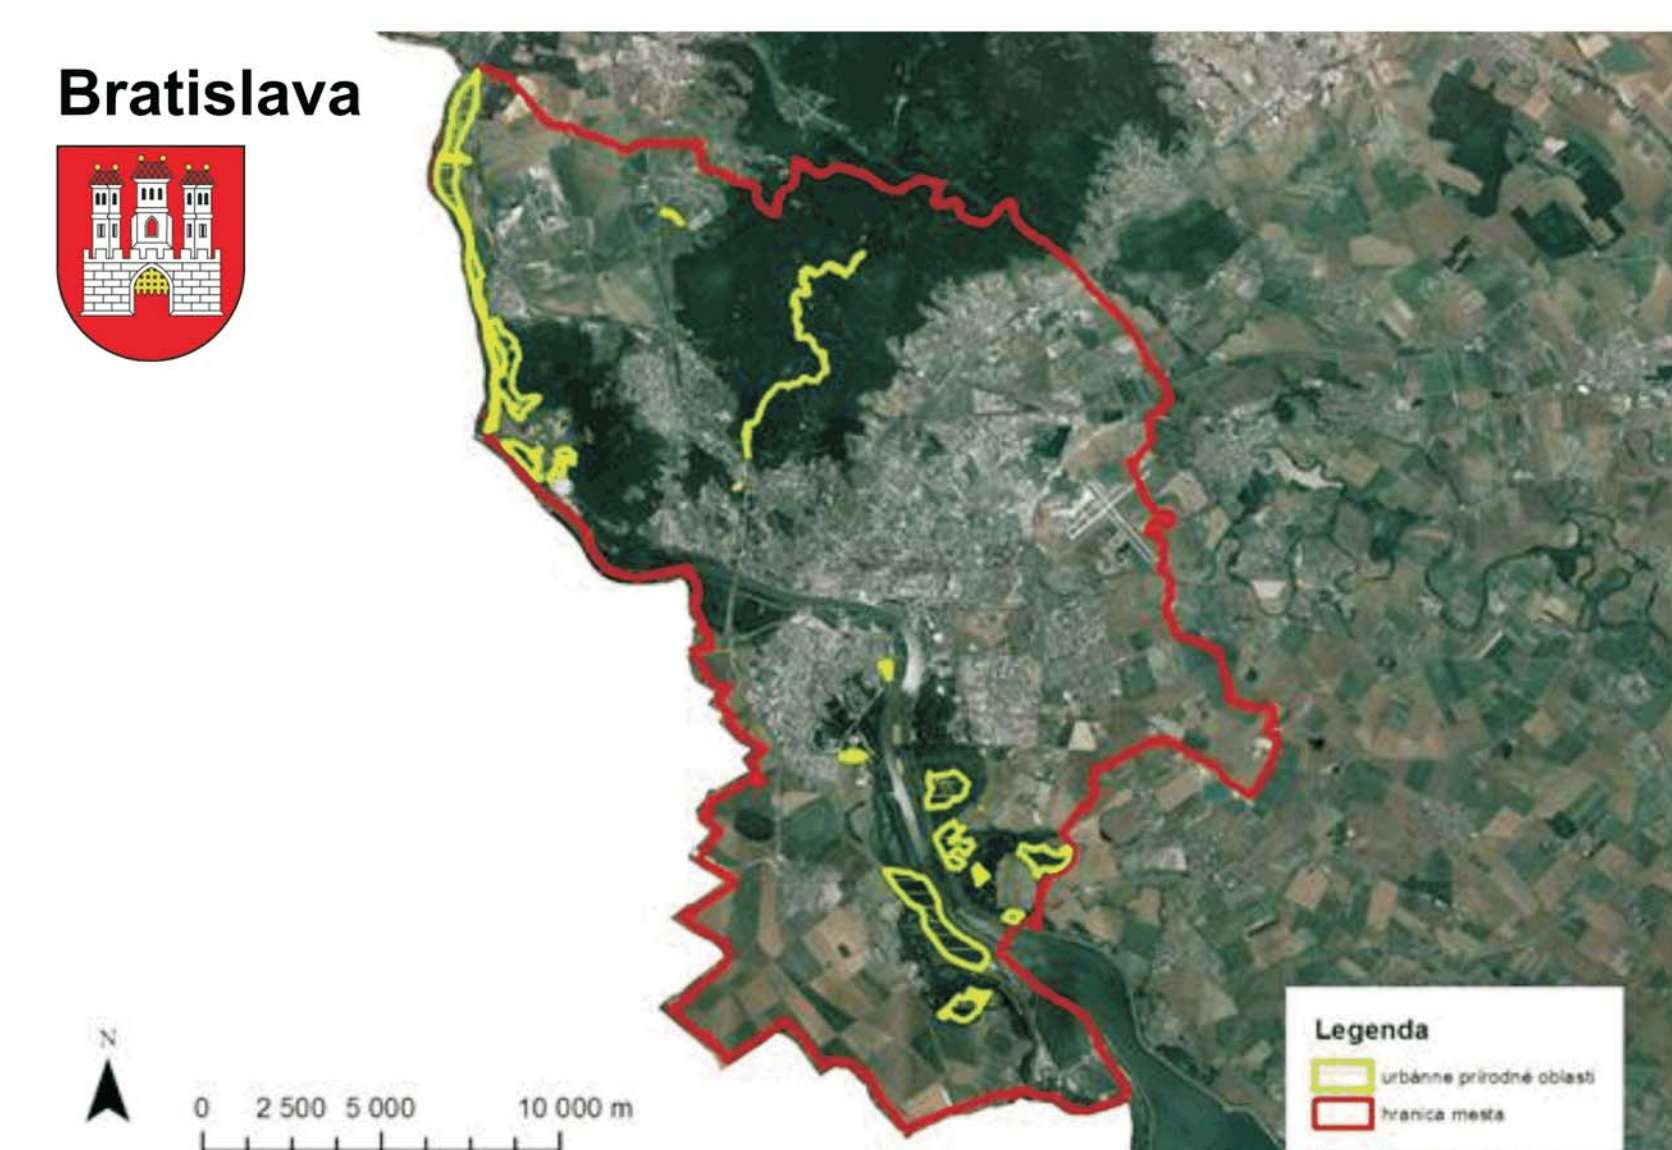 Bratislava
N
0 2 500 5 000 10 000 m
Legenda
urbánne prírodné oblasti
hranica mesta